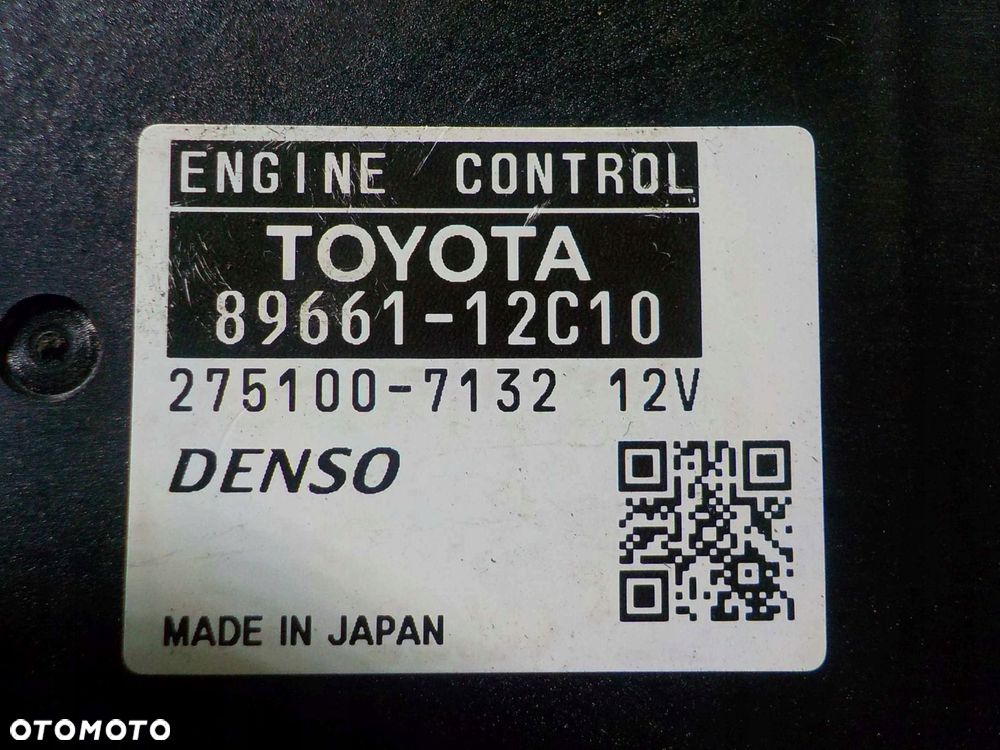 ENGINE CONTROL
TOYOTA
89661-12C10
275100-7132 12V
DENSO
MADE IN JAPAN
OTOMOTO